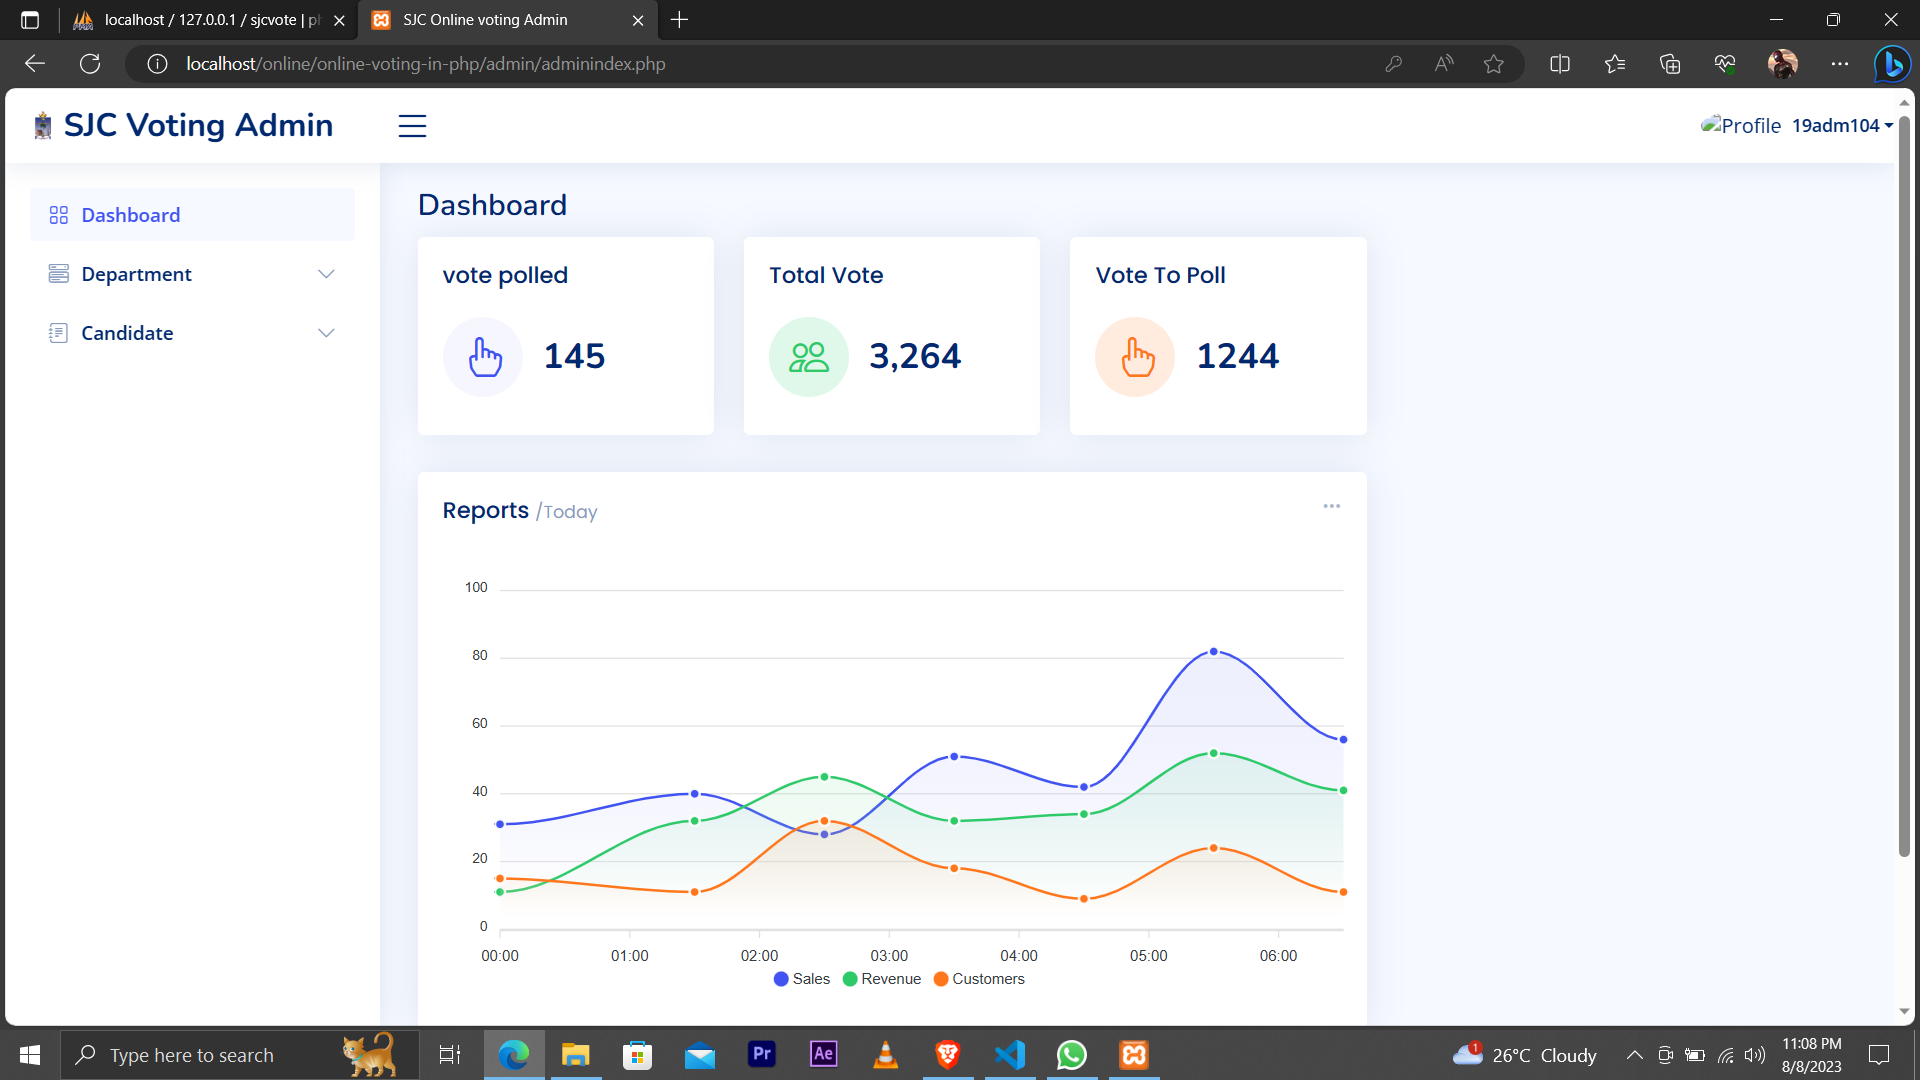 localhost / 127.0.0.1 / sjcvote | p
SJC Online voting Admin
localhost/online/online-voting-in-php/admin/adminindex.php
SJC Voting Admin
Profile 19adm104
Dashboard
Department
Candidate
Dashboard
vote polled
145
Total Vote
3,264
Vote To Poll
1244
Reports /Today
100
80
60
40
20
0
00:00 01:00 02:00 03:00 04:00 05:00 06:00
Sales Revenue Customers
Type here to search
Pr
Ae
1
26°C Cloudy
11:08 PM
8/8/2023